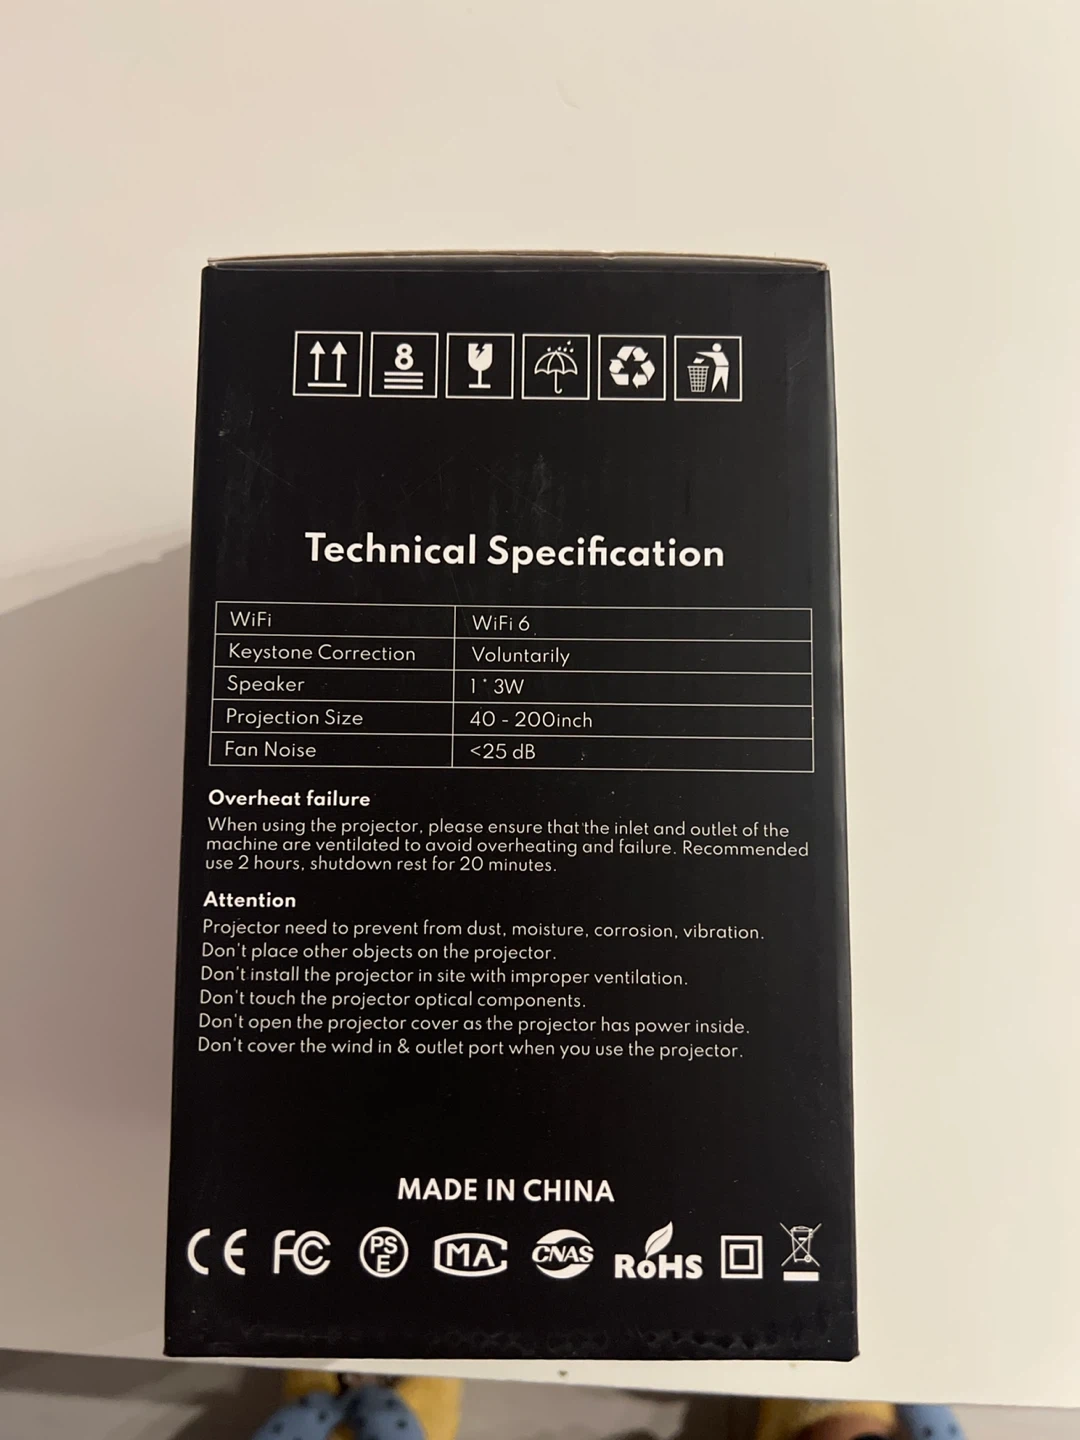 8
Technical Specification
WiFi WiFi 6
Keystone Correction Voluntarily
Speaker 1*3W
Projection Size 40 - 200inch
Fan Noise <25 dB
Overheat failure
When using the projector, please ensure that the inlet and outlet of the
machine are ventilated to avoid overheating and failure. Recommended
use 2 hours, shutdown rest for 20 minutes.
Attention
Projector need to prevent from dust, moisture, corrosion, vibration.
Don't place other objects on the projector.
Don't install the projector in site with improper ventilation.
Don't touch the projector optical components.
Don't open the projector cover as the projector has power inside.
Don't cover the wind in & outlet port when you use the projector.
MADE IN CHINA
CE FC PSE MA CNAS RoHS